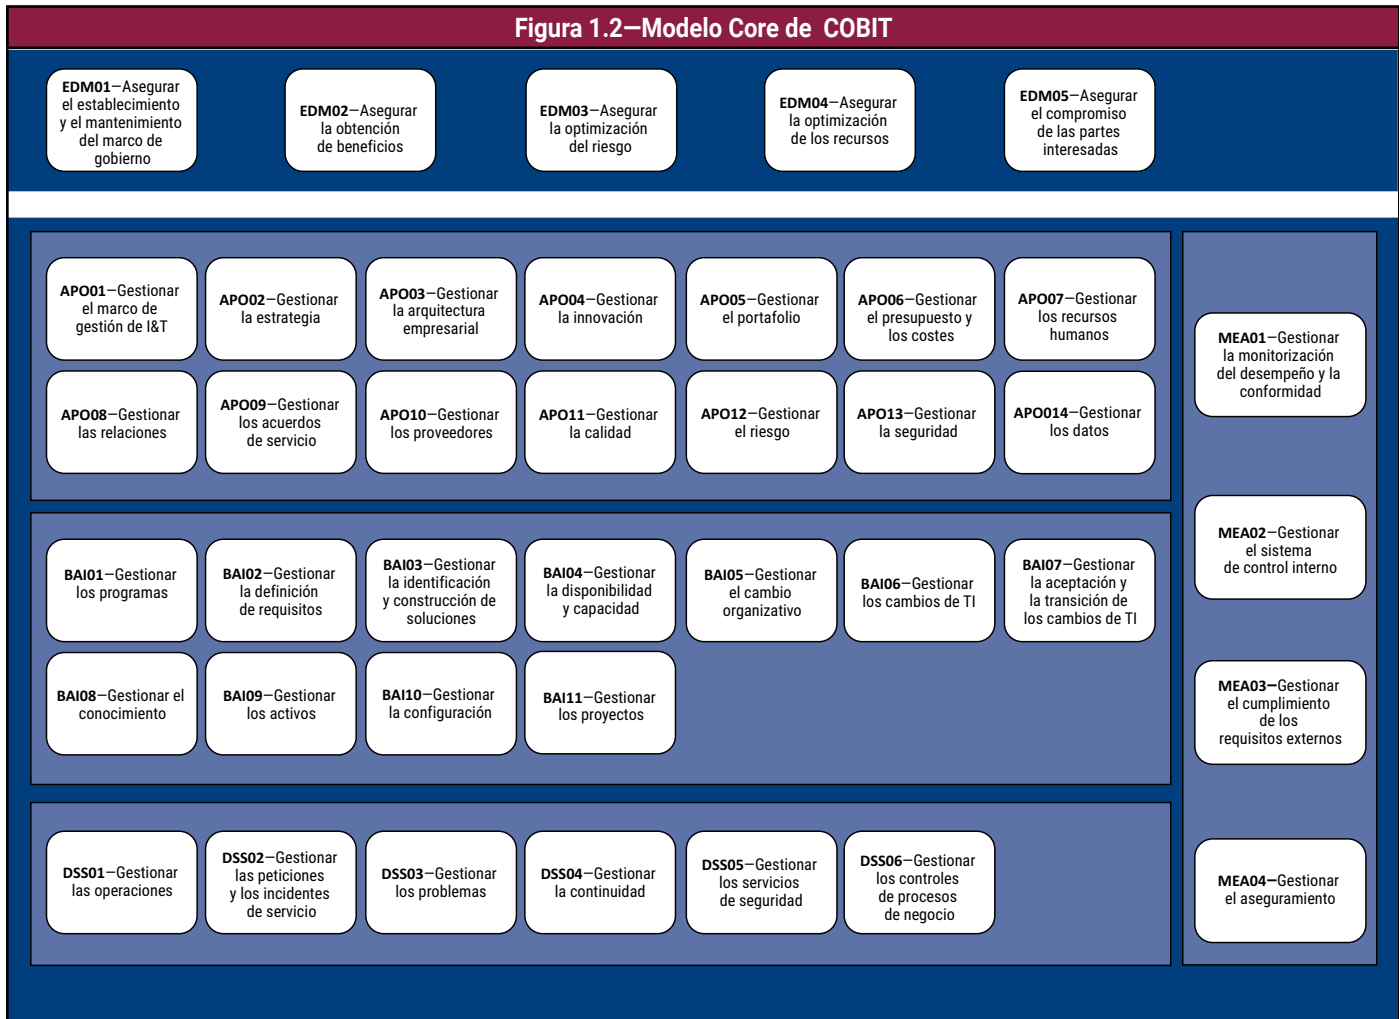 Figura 1.2—Modelo Core de COBIT
EDM01—Asegurar
el establecimiento
y el mantenimiento
del marco de
gobierno
EDM02—Asegurar
la obtención
de beneficios
EDM03—Asegurar
la optimización
del riesgo
EDM04—Asegurar
la optimización
de los recursos
EDM05—Asegurar
el compromiso
de las partes
interesadas
APO01—Gestionar
el marco de
gestión de I&T
APO02—Gestionar
la estrategia
APO03—Gestionar
la arquitectura
empresarial
APO04—Gestionar
la innovación
APO05—Gestionar
el portafolio
APO06—Gestionar
el presupuesto y
los costes
APO07—Gestionar
los recursos
humanos
APO08—Gestionar
las relaciones
APO09—Gestionar
los acuerdos
de servicio
APO10—Gestionar
los proveedores
APO11—Gestionar
la calidad
APO12—Gestionar
el riesgo
APO13—Gestionar
la seguridad
APO014—Gestionar
los datos
BAI01—Gestionar
los programas
BAI02—Gestionar
la definición
de requisitos
BAI03—Gestionar
la identificación
y construcción de
soluciones
BAI04—Gestionar
la disponibilidad
y capacidad
BAI05—Gestionar
el cambio
organizativo
BAI06—Gestionar
los cambios de TI
BAI07—Gestionar
la aceptación y
la transición de
los cambios de TI
BAI08—Gestionar el
conocimiento
BAI09—Gestionar
los activos
BAI10—Gestionar
la configuración
BAI11—Gestionar
los proyectos
DSS01—Gestionar
las operaciones
DSS02—Gestionar
las peticiones
y los incidentes
de servicio
DSS03—Gestionar
los problemas
DSS04—Gestionar
la continuidad
DSS05—Gestionar
los servicios
de seguridad
DSS06—Gestionar
los controles
de procesos
de negocio
MEA01—Gestionar
la monitorización
del desempeño y la
conformidad
MEA02—Gestionar
el sistema
de control interno
MEA03—Gestionar
el cumplimiento
de los
requisitos externos
MEA04—Gestionar
el aseguramiento